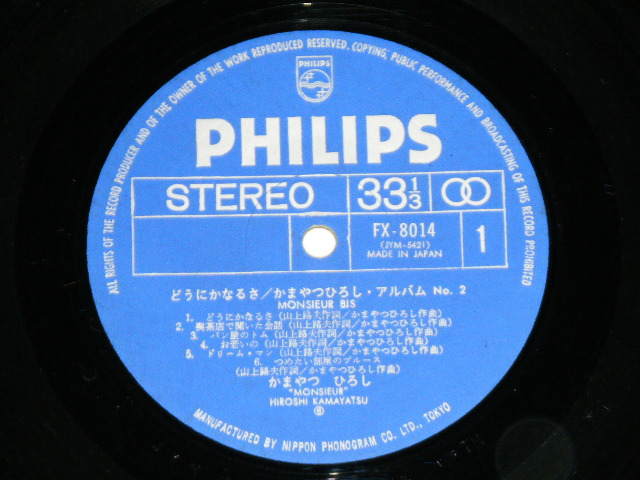 ALL RIGHTS OF THE RECORD PRODUCER AND OF THE OWNER OF THE WORK REPRODUCED RESERVED. COPYING, PUBLIC PERFORMANCE AND BROADCASTING OF THIS RECORD PROHIBITED
PHILIPS
PHILIPS
STEREO 33 1/3
FX-8014
(JYM-5421)
MADE IN JAPAN
1
どうにかなるさ/かまやつひろし・アルバム No. 2
MONSIEUR BIS
1. どうにかなるさ (山上路夫作詞/かまやつひろし作曲)
2. 喫茶店で聞いた会話 (山上路夫作詞/かまやつひろし作曲)
3. パン屋のトム (山上路夫作詞/かまやつひろし作曲)
4. お若いの (山上路夫作詞/かまやつひろし作曲)
5. ドリーム・マン (山上路夫作詞/かまやつひろし作曲)
6. つめたい部屋のブルース
(山上路夫作詞/かまやつひろし作曲)
かまやつ ひろし
"MONSIEUR"
HIROSHI KAMAYATSU
MANUFACTURED BY NIPPON PHONOGRAM CO. LTD., TOKYO